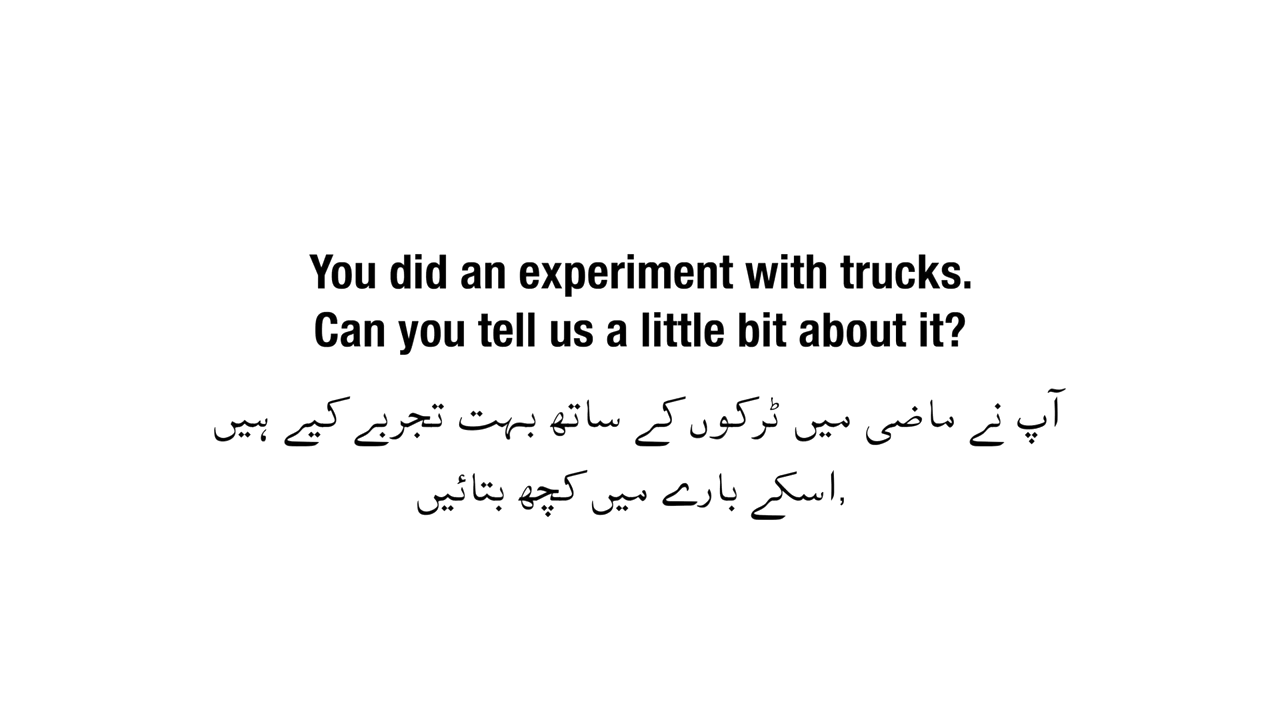 You did an experiment with trucks.
Can you tell us a little bit about it?
آپ نے ماضی میں ٹرکوں کے ساتھ بہت تجربے کیے ہیں
,اسکے بارے میں کچھ بتائیں